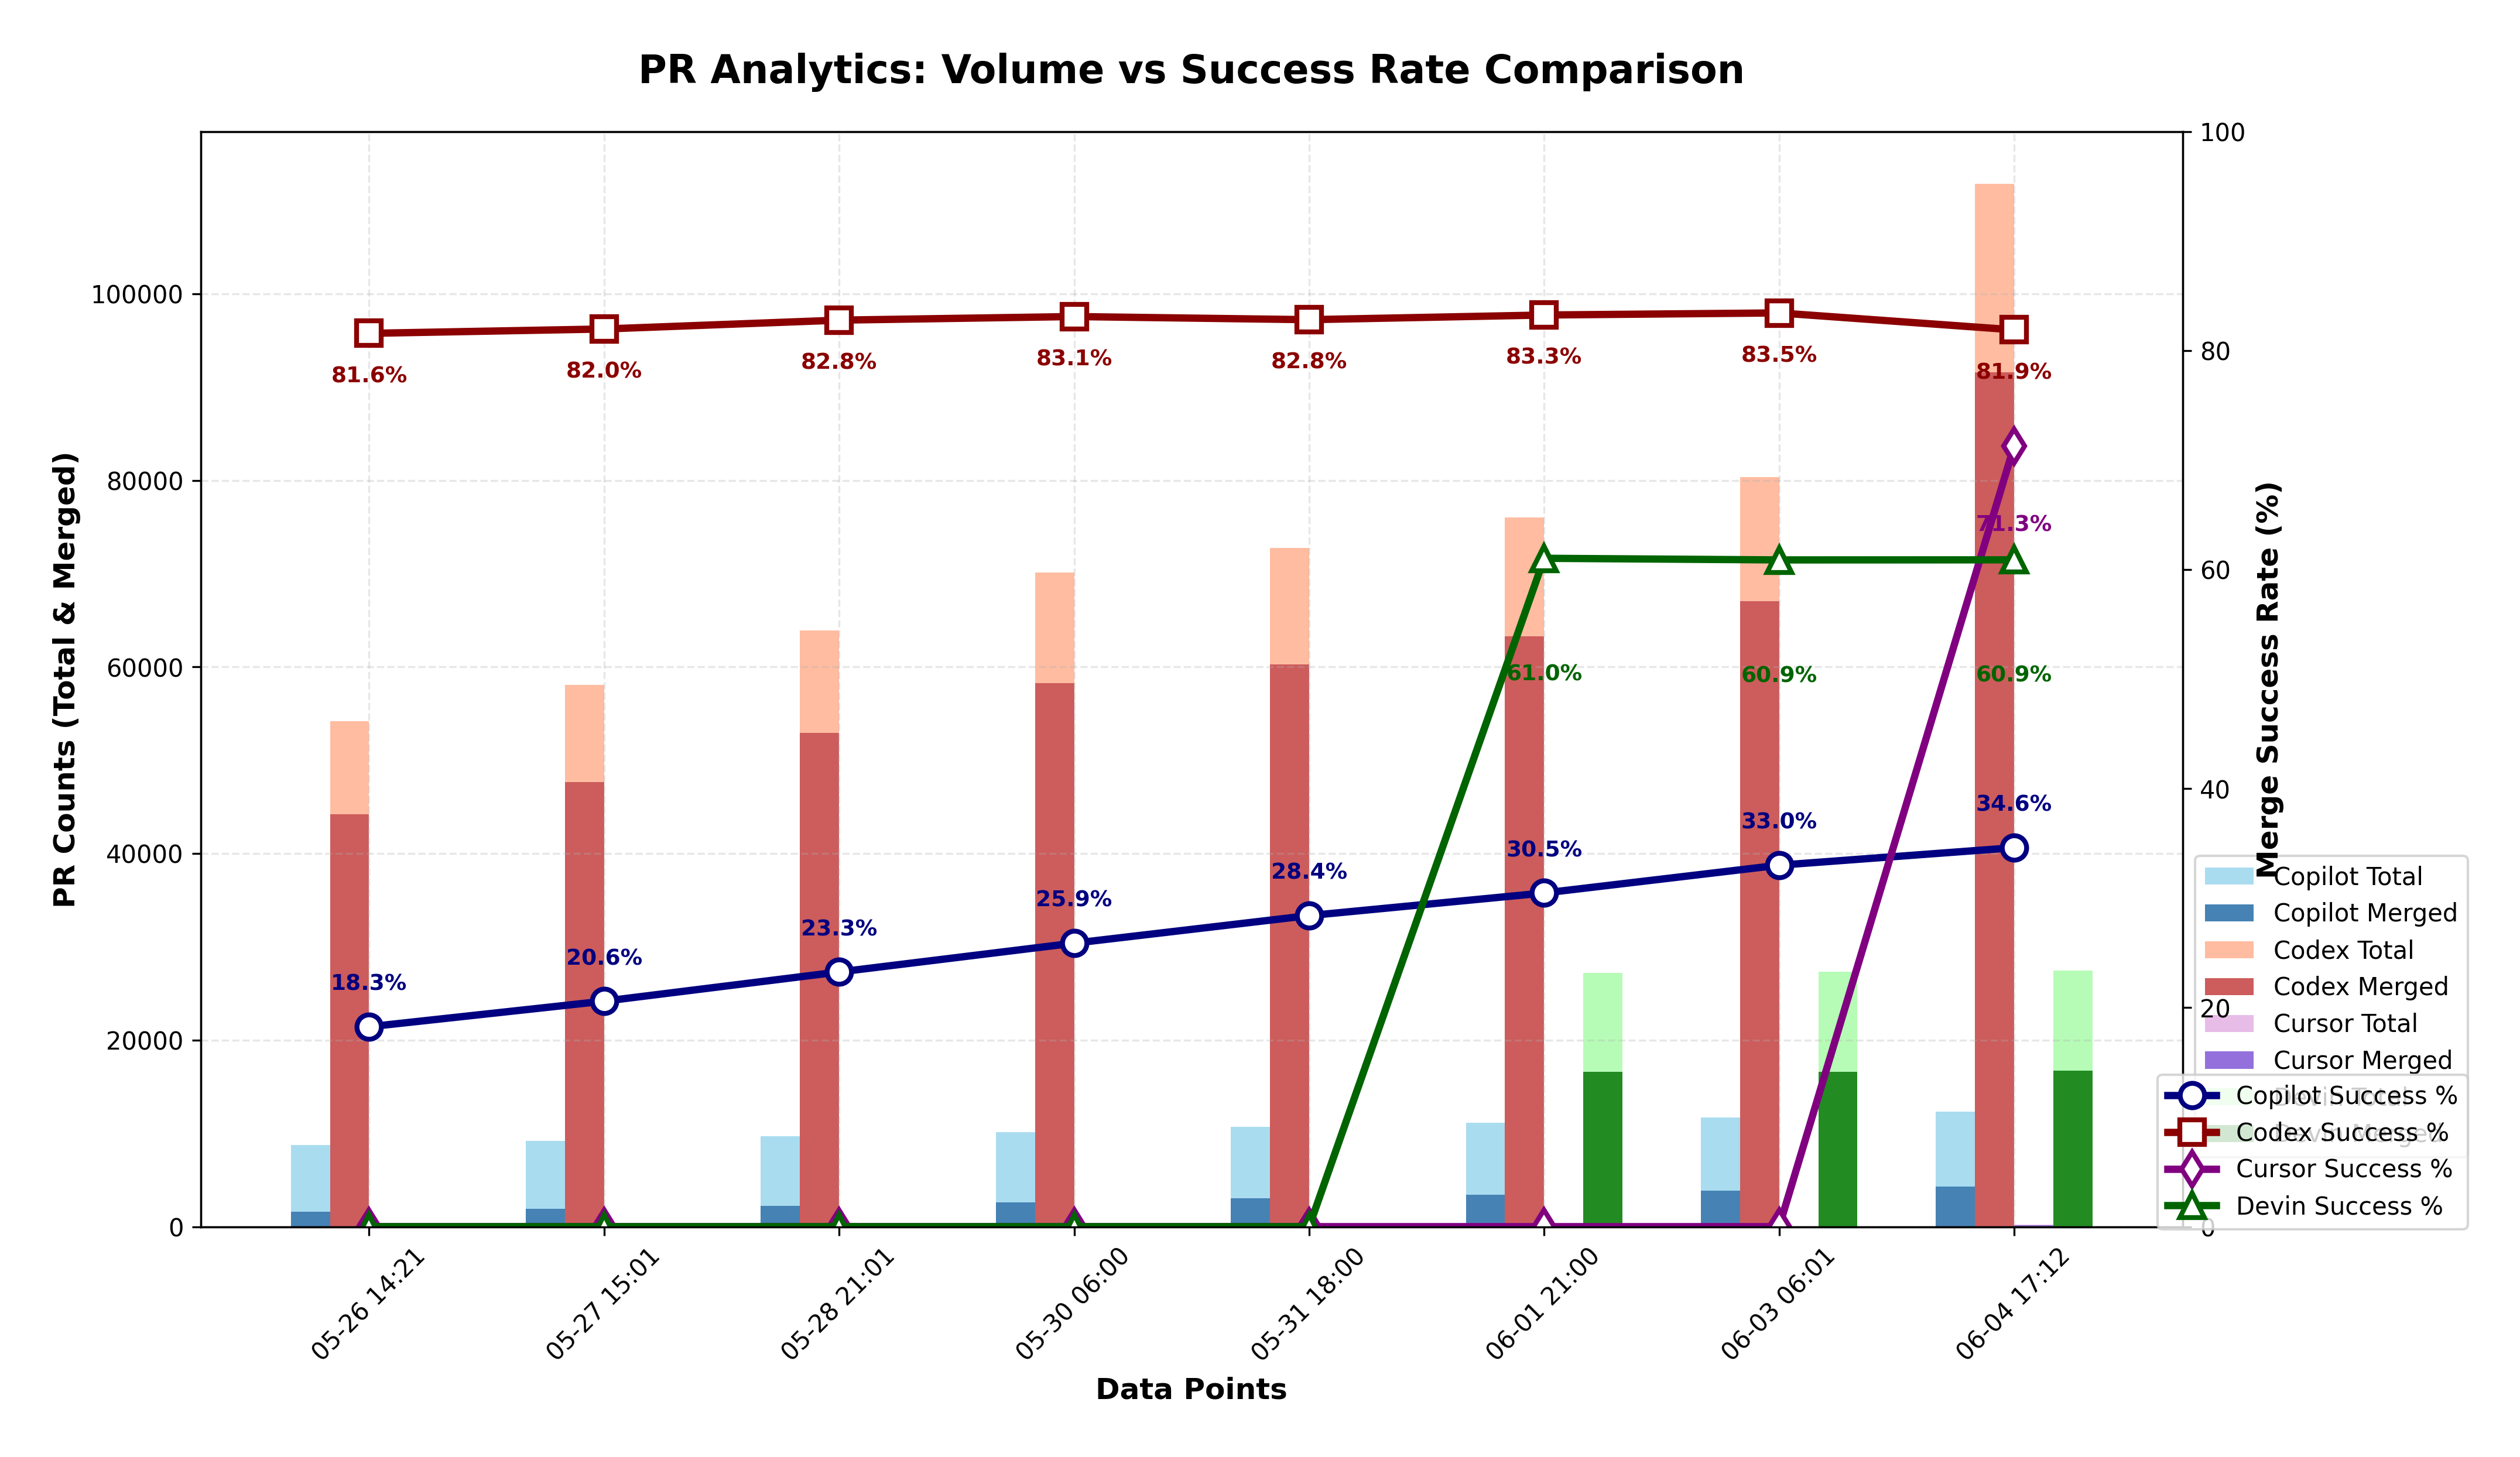 PR Analytics: Volume vs Success Rate Comparison
PR Counts (Total & Merged)
100000
80000
60000
40000
20000
0
81.6%
82.0%
82.8%
83.1%
82.8%
83.3%
83.5%
81.9%
71.3%
61.0%
60.9%
60.9%
18.3%
20.6%
23.3%
25.9%
28.4%
30.5%
33.0%
34.6%
100
80
60
40
20
0
Merge Success Rate (%)
Copilot Total
Copilot Merged
Codex Total
Codex Merged
Cursor Total
Cursor Merged
Devin Total
Devin Merged
Copilot Success %
Codex Success %
Cursor Success %
Devin Success %
05-26 14:21
05-27 15:01
05-28 21:01
05-30 06:00
05-31 18:00
06-01 21:00
06-03 06:01
06-04 17:12
Data Points